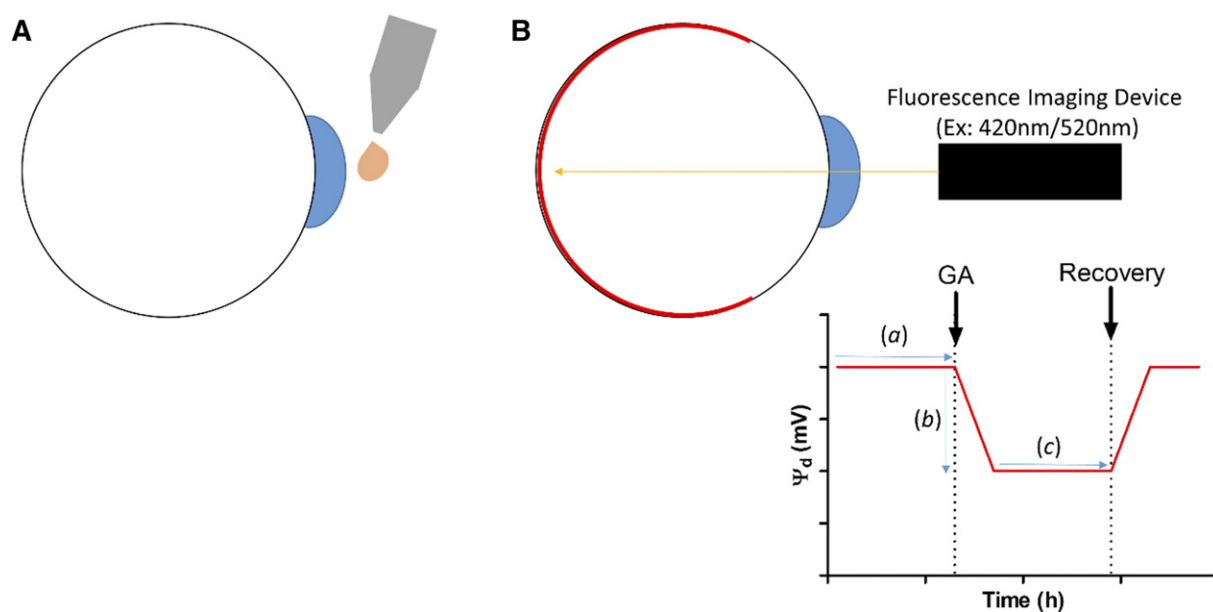 A
B
Fluorescence Imaging Device
(Ex: 420nm/520nm)
GA
Recovery
(a)
(b)
(c)
Ψd (mV)
Time (h)